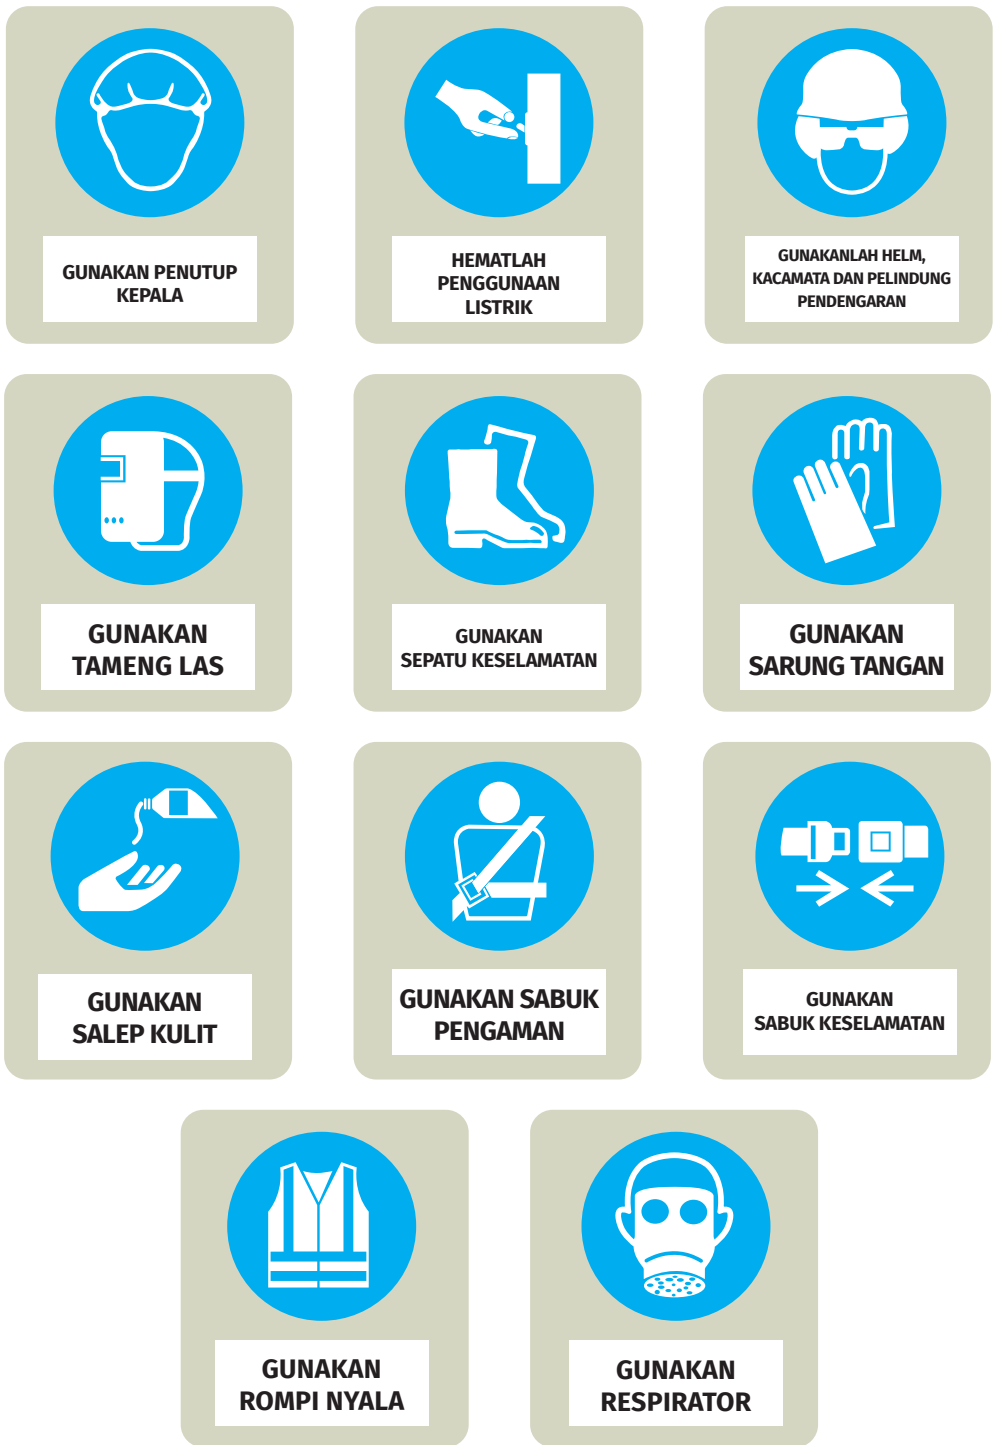 GUNAKAN PENUTUP
KEPALA
HEMATLAH
PENGGUNAAN
LISTRIK
GUNAKANLAH HELM,
KACAMATA DAN PELINDUNG
PENDENGARAN
GUNAKAN
TAMENG LAS
GUNAKAN
SEPATU KESELAMATAN
GUNAKAN
SARUNG TANGAN
GUNAKAN
SALEP KULIT
GUNAKAN SABUK
PENGAMAN
GUNAKAN
SABUK KESELAMATAN
GUNAKAN
ROMPI NYALA
GUNAKAN
RESPIRATOR